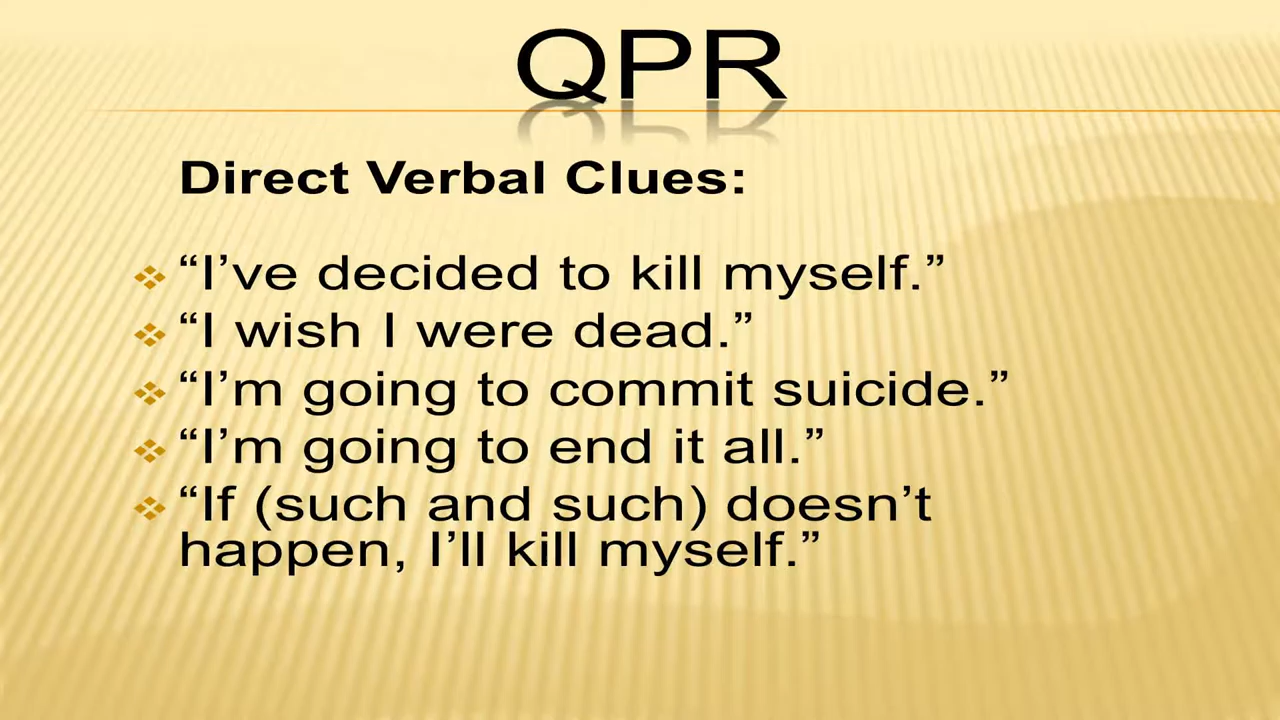 QPR
Direct Verbal Clues:
“I’ve decided to kill myself.”
“I wish I were dead.”
“I’m going to commit suicide.”
“I’m going to end it all.”
“If (such and such) doesn’t
happen, I’ll kill myself.”